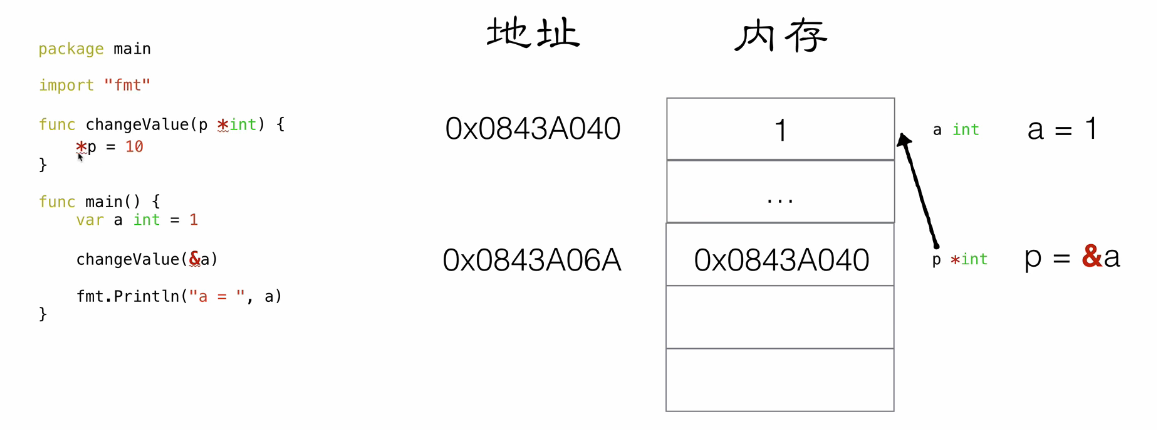 package main
import "fmt"
func changeValue(p *int) {
*p = 10
}
func main() {
var a int = 1
changeValue(&a)
fmt.Println("a = ", a)
}
地址 内存
0x0843A040 1 a int a = 1
...
0x0843A06A 0x0843A040 p *int p = &a